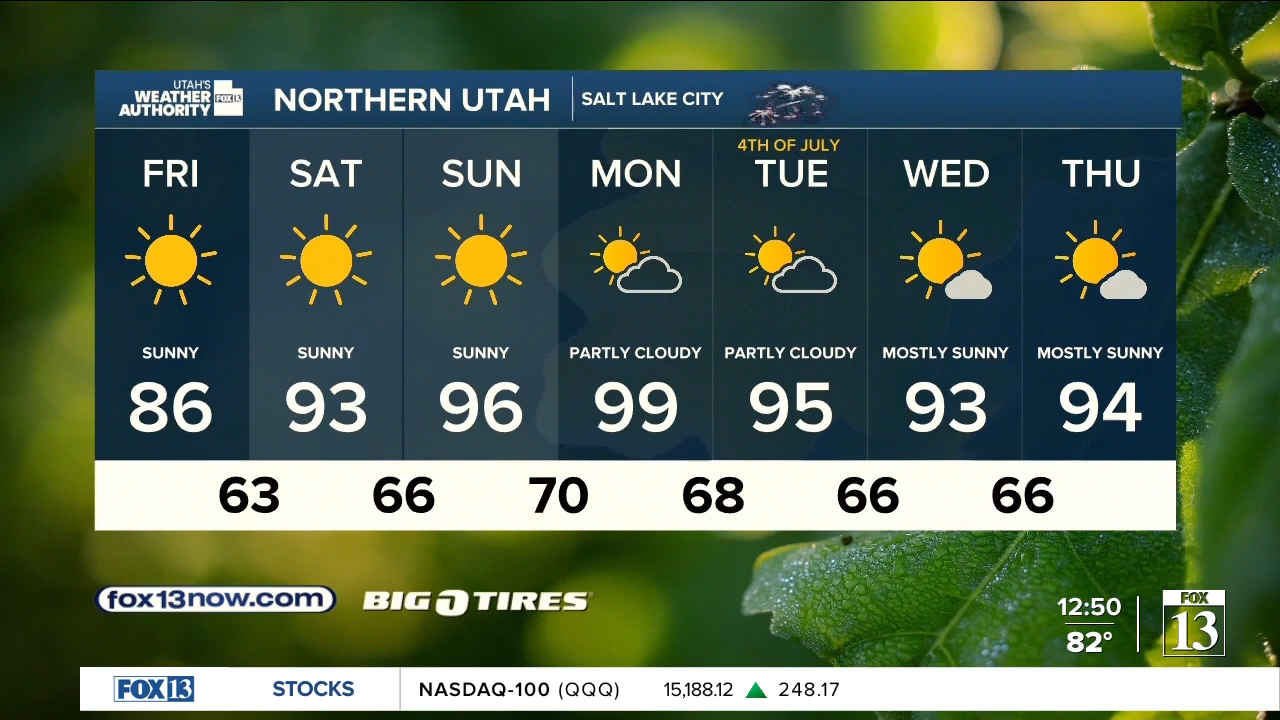 UTAH'S
WEATHER
AUTHORITY
FOX 13
NORTHERN UTAH
SALT LAKE CITY
4TH OF JULY
FRI SAT SUN MON TUE WED THU
SUNNY SUNNY SUNNY PARTLY CLOUDY PARTLY CLOUDY MOSTLY SUNNY MOSTLY SUNNY
86 93 96 99 95 93 94
63 66 70 68 66 66
fox13now.com
BIG O TIRES
12:50
82°
FOX
13
FOX 13 STOCKS NASDAQ-100 (QQQ) 15,188.12 ▲ 248.17